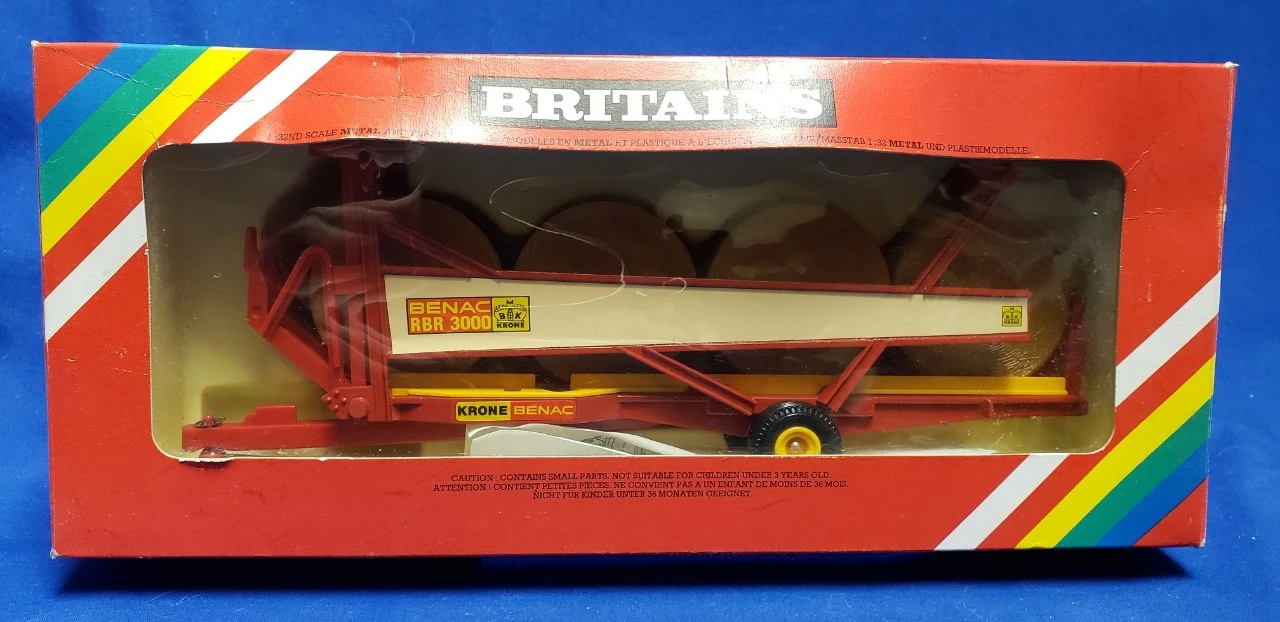 BRITAINS
:32ND SCALE METAL AND MODELES EN METAL ET PLASTIQUE A L'ECHELLE /MASSTAB 1:32 METAL UND PLASTIKMODELLE.
BENAC
RBR 3000
B K
KRONE
B K
KRONE
KRONE BENAC
CAUTION : CONTAINS SMALL PARTS. NOT SUITABLE FOR CHILDREN UNDER 3 YEARS OLD.
ATTENTION ! CONTIENT PETITES PIECES. NE CONVIENT PAS A UN ENFANT DE MOINS DE 36 MOIS.
NICHT FUR KINDER UNTER 36 MONATEN GEEIGNET.